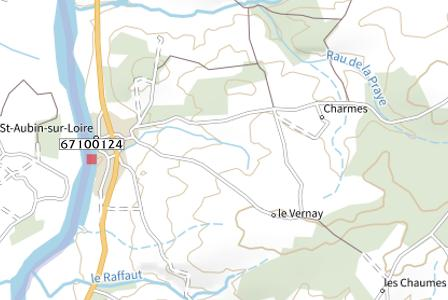 Rau de la Praye
Charmes
St-Aubin-sur-Loire
67100124
le Vernay
le Raffaut
les Chaumes